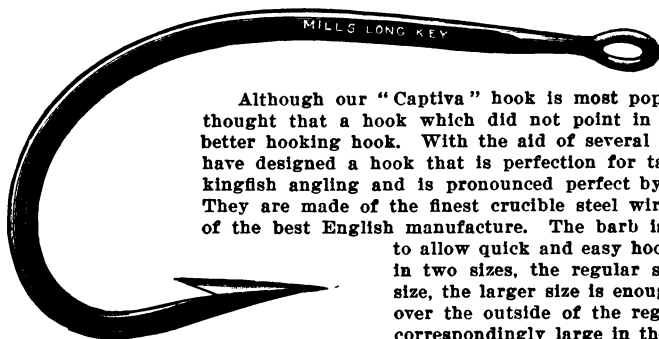 MILLS LONG KEY
Although our "Captiva" hook is most pop
thought that a hook which did not point in
better hooking hook. With the aid of several
have designed a hook that is perfection for ta
kingfish angling and is pronounced perfect by
They are made of the finest crucible steel wir
of the best English manufacture. The barb is
to allow quick and easy hoo
in two sizes, the regular s
size, the larger size is enoug
over the outside of the reg
correspondingly large in the